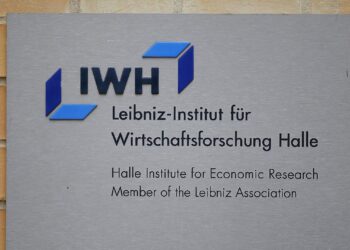 IWH
Leibniz-Institut für
Wirtschaftsforschung Halle
Halle Institute for Economic Research
Member of the Leibniz Association